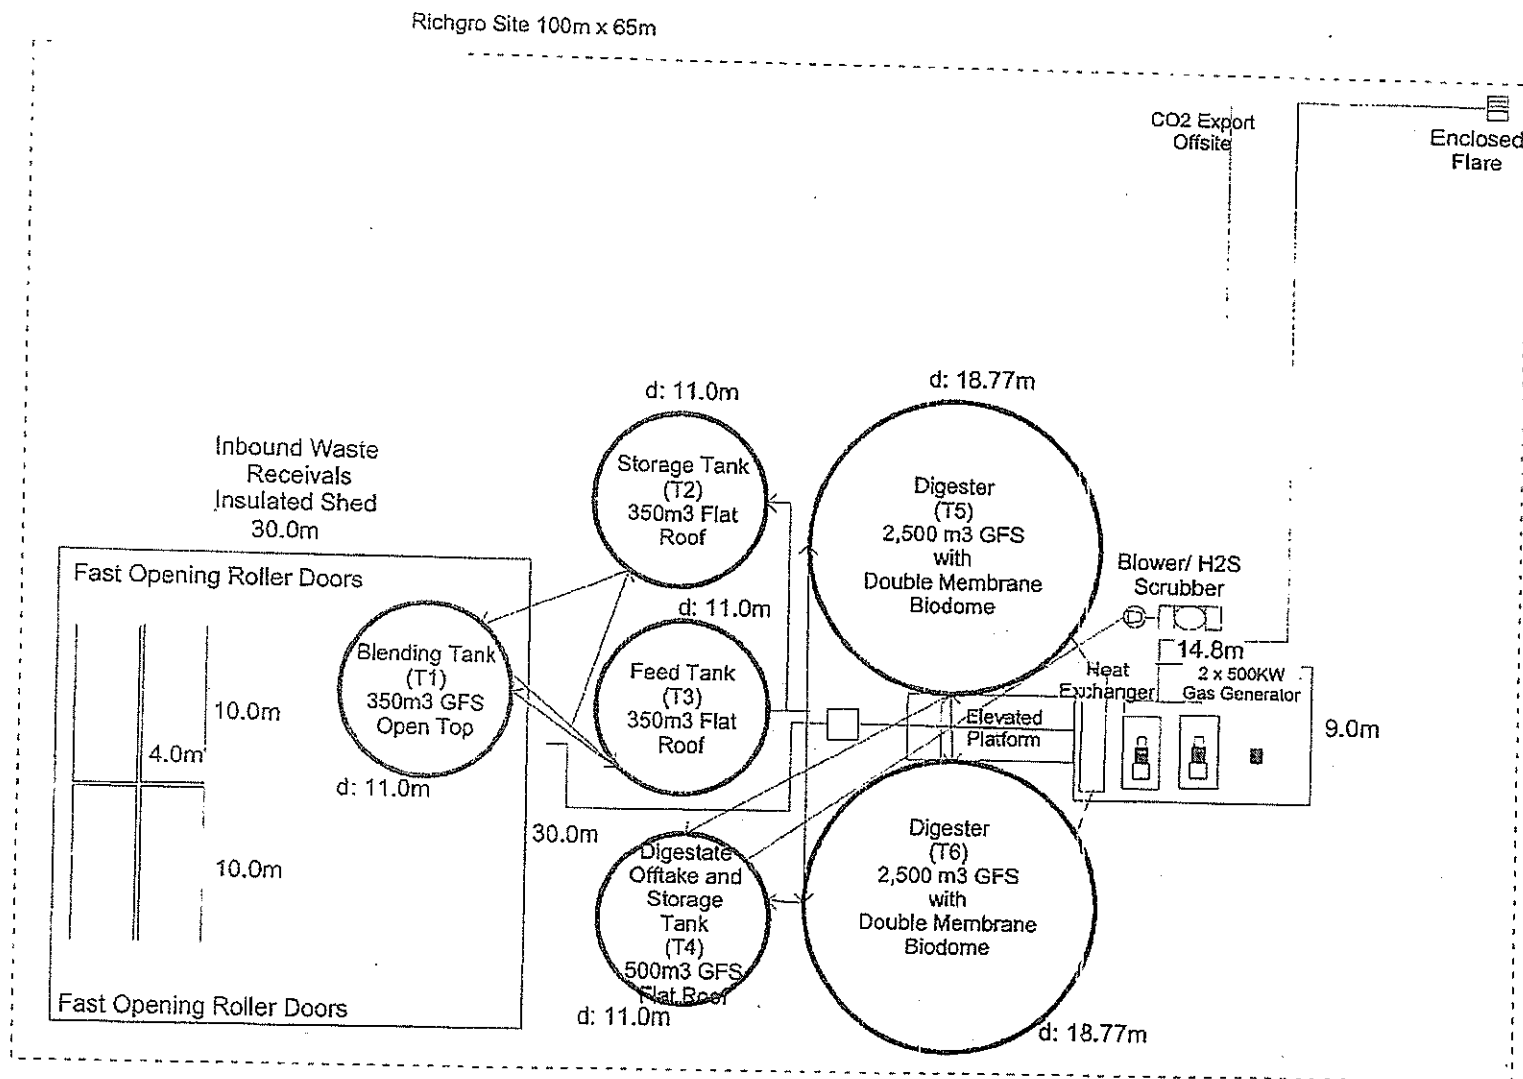 Richgro Site 100m x 65m
CO2 Export
Offsite
Enclosed
Flare
d: 18.77m
d: 11.0m
Inbound Waste
Receivals
Insulated Shed
30.0m
Storage Tank
(T2)
350m3 Flat
Roof
Digester
(T5)
2,500 m3 GFS
with
Double Membrane
Biodome
Fast Opening Roller Doors
Blower/ H2S
Scrubber
d: 11.0m
Blending Tank
(T1)
350m3 GFS
Open Top
Feed Tank
(T3)
350m3 Flat
Roof
14.8m
Heat
Exchanger
2 x 500KW
Gas Generator
10.0m
4.0m
Elevated
Platform
9.0m
d: 11.0m
30.0m
10.0m
Digestate
Offtake and
Storage
Tank
(T4)
500m3 GFS
Flat Roof
Digester
(T6)
2,500 m3 GFS
with
Double Membrane
Biodome
Fast Opening Roller Doors
d: 11.0m
d: 18.77m